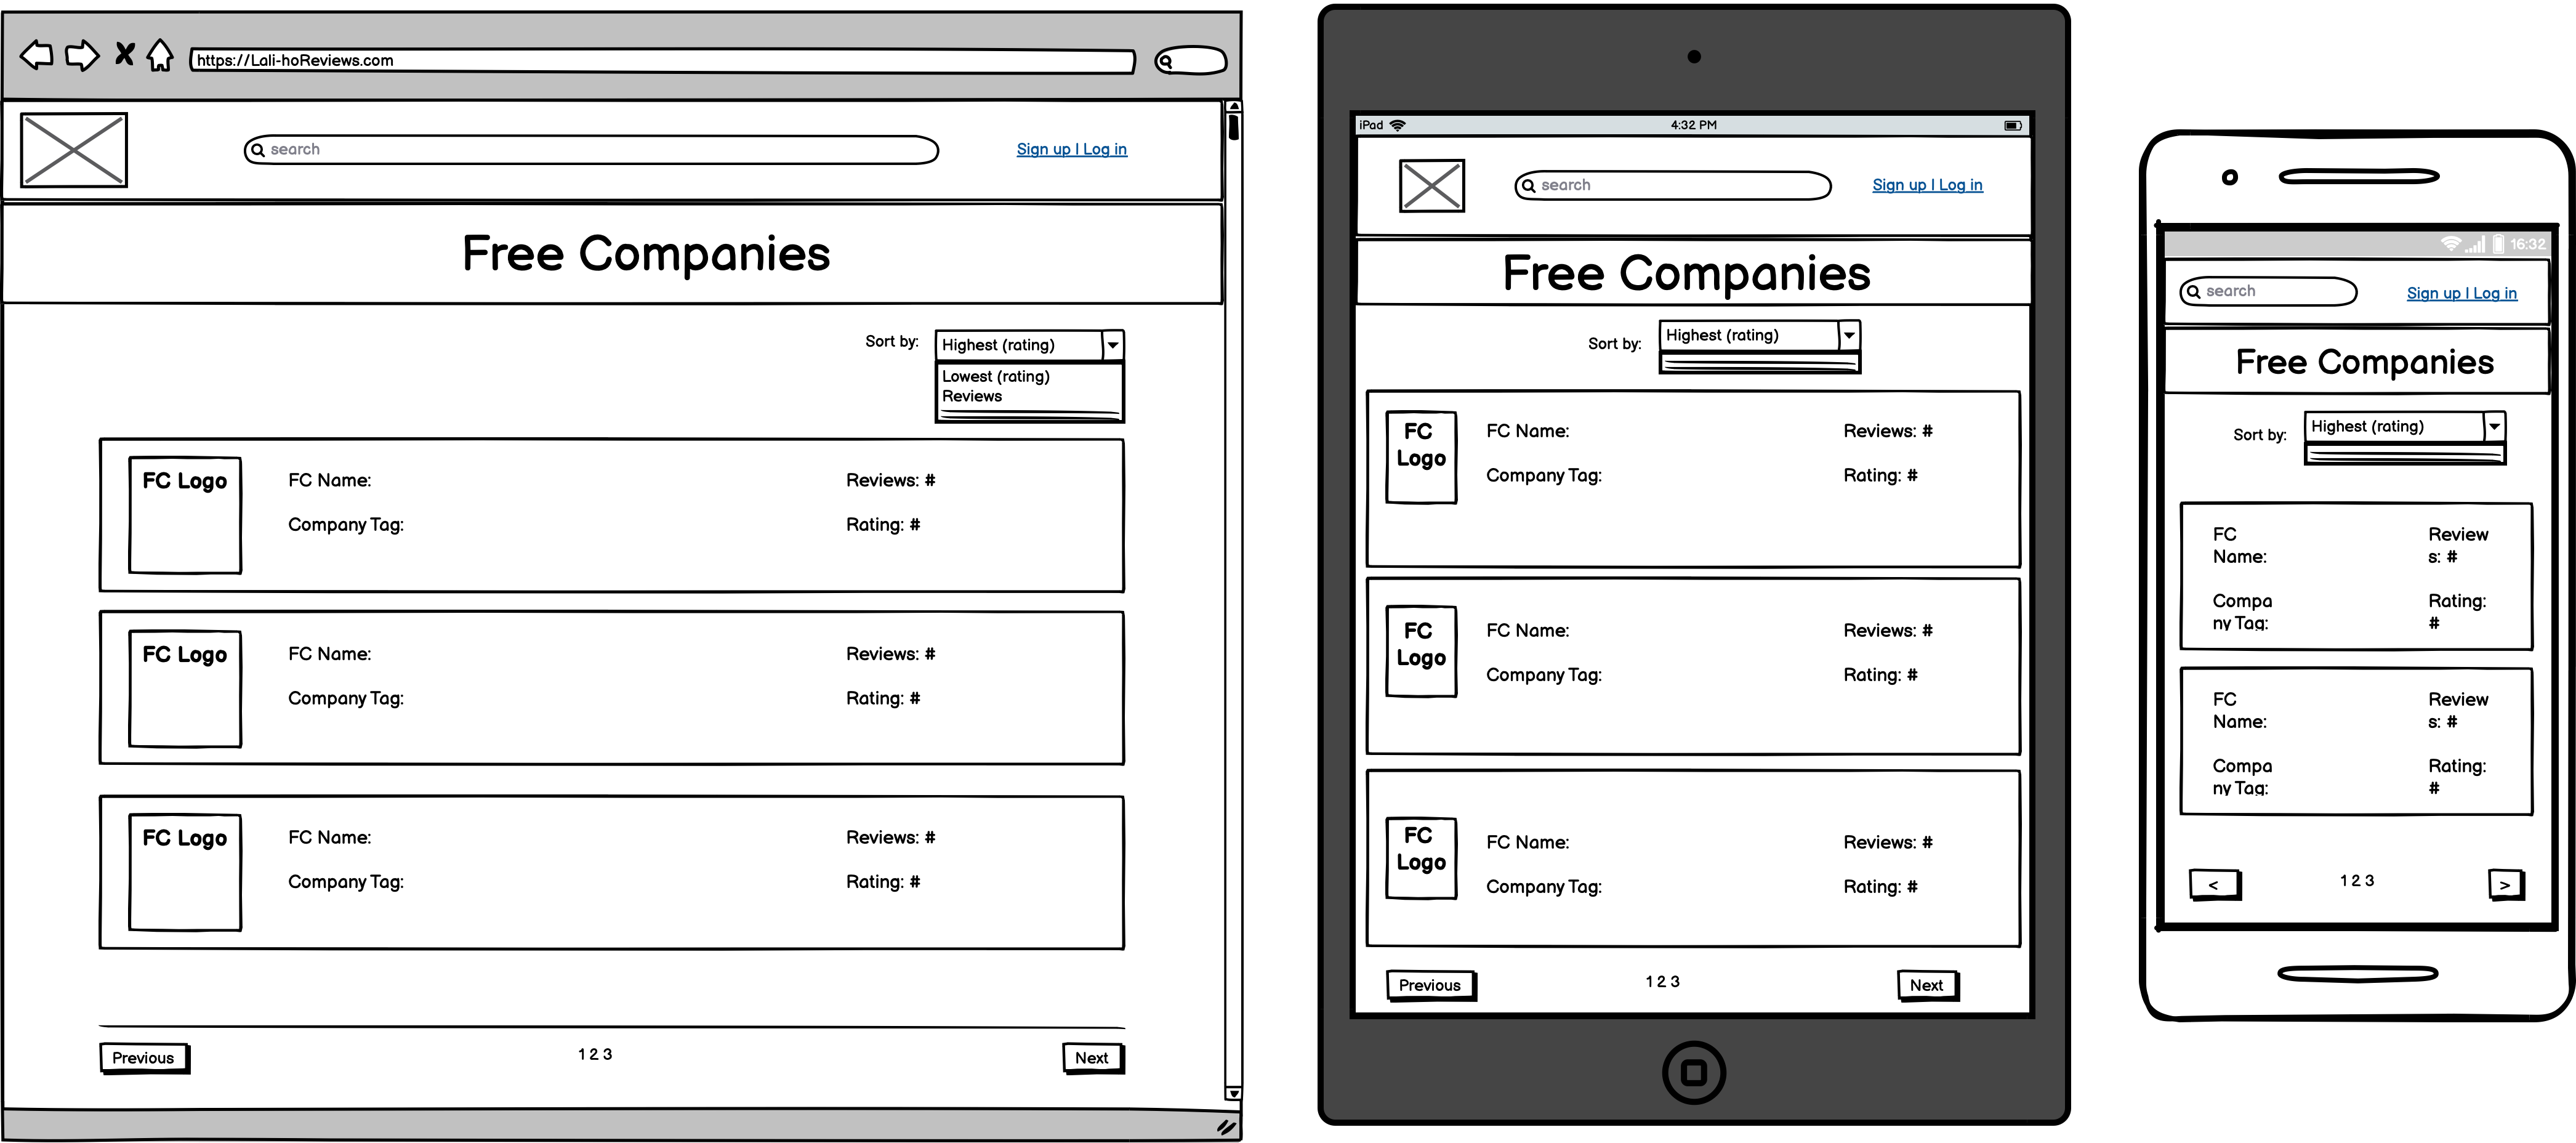 https://Lali-hoReviews.com
search
Sign up | Log in
Free Companies
Sort by:
Highest (rating)
Lowest (rating)
Reviews
FC Logo
FC Name:
Reviews: #
Company Tag:
Rating: #
FC Logo
FC Name:
Reviews: #
Company Tag:
Rating: #
FC Logo
FC Name:
Reviews: #
Company Tag:
Rating: #
Previous
1 2 3
Next
iPad
4:32 PM
search
Sign up | Log in
Free Companies
Sort by:
Highest (rating)
FC
Logo
FC Name:
Reviews: #
Company Tag:
Rating: #
FC
Logo
FC Name:
Reviews: #
Company Tag:
Rating: #
FC
Logo
FC Name:
Reviews: #
Company Tag:
Rating: #
Previous
1 2 3
Next
16:32
search
Sign up | Log in
Free Companies
Sort by:
Highest (rating)
FC
Name:
Review
s: #
Compa
ny Tag:
Rating:
#
FC
Name:
Review
s: #
Compa
ny Tag:
Rating:
#
<
1 2 3
>